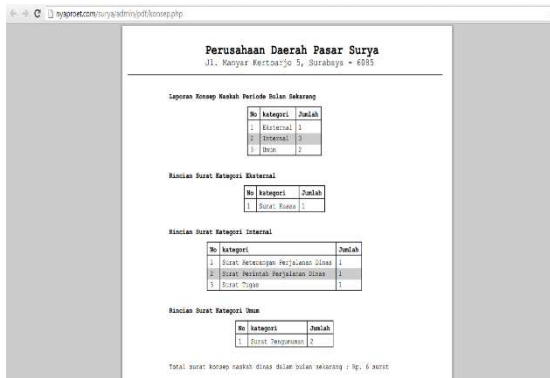 nyaproet.com/surya/admin/pdf/konsep.php
Perusahaan Daerah Pasar Surya
Jl. Manyar Kertoarjo 5, Surabaya - 6085
Laporan Konsep Naskah Periode Bulan Sekarang
No kategori Jumlah
1 Eksternal 1
2 Internal 3
3 Umum 2
Rincian Surat Kategori Eksternal
No kategori Jumlah
1 Surat Kuasa 1
Rincian Surat Kategori Internal
No kategori Jumlah
1 Surat Keterangan Perjalanan Dinas 1
2 Surat Perintah Perjalanan Dinas 1
3 Surat Tugas 1
Rincian Surat Kategori Umum
No kategori Jumlah
1 Surat Pengumuman 2
Total surat konsep naskah dinas dalam bulan sekarang : Rp. 6 surat